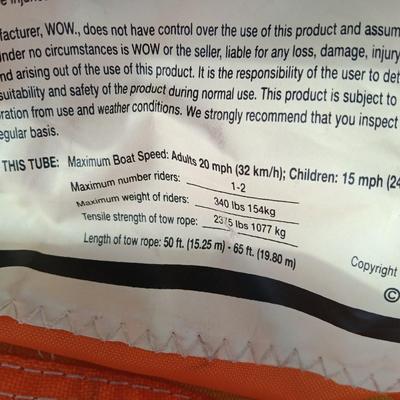 facturer, WOW., does not have control over the use of this product and assum
nder no circumstances is WOW or the seller, liable for any loss, damage, injury
nd arising out of the use of this product. It is the responsibility of the user to det
suitability and safety of the product during normal use. This product is subject to
ration from use and weather conditions. We strongly recommend that you inspect
egular basis.
THIS TUBE: Maximum Boat Speed: Adults 20 mph (32 km/h); Children: 15 mph (24
Maximum number riders: 1-2
Maximum weight of riders: 340 lbs 154kg
Tensile strength of tow rope: 2375 lbs 1077 kg
Length of tow rope: 50 ft. (15.25 m) - 65 ft. (19.80 m)
Copyright
©